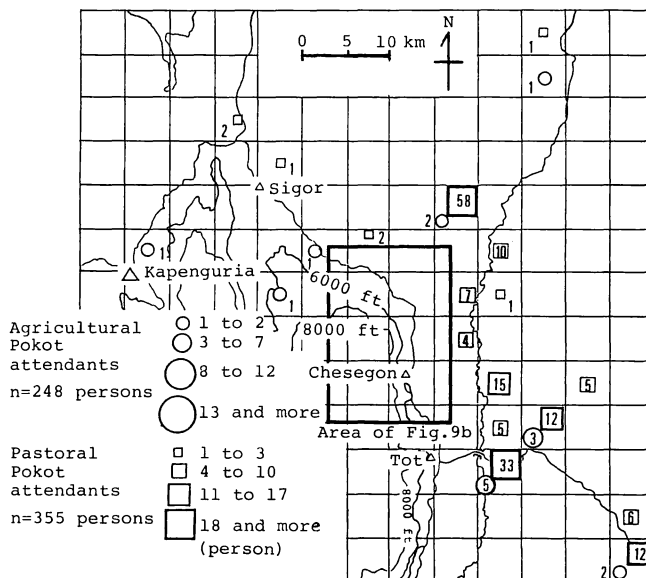 N
0 5 10 km
1
1
2
1
Sigor
58
2
2
10
1
1
Kapenguria
6000 ft
7
1
1
8000 ft
4
Chesegon
15
5
12
5
3
Area of Fig.9b
Tot
33
5
8000 ft
6
12
2
Agricultural
Pokot
attendants
n=248 persons
1 to 2
3 to 7
8 to 12
13 and more
Pastoral
Pokot
attendants
n=355 persons
1 to 3
4 to 10
11 to 17
18 and more
(person)